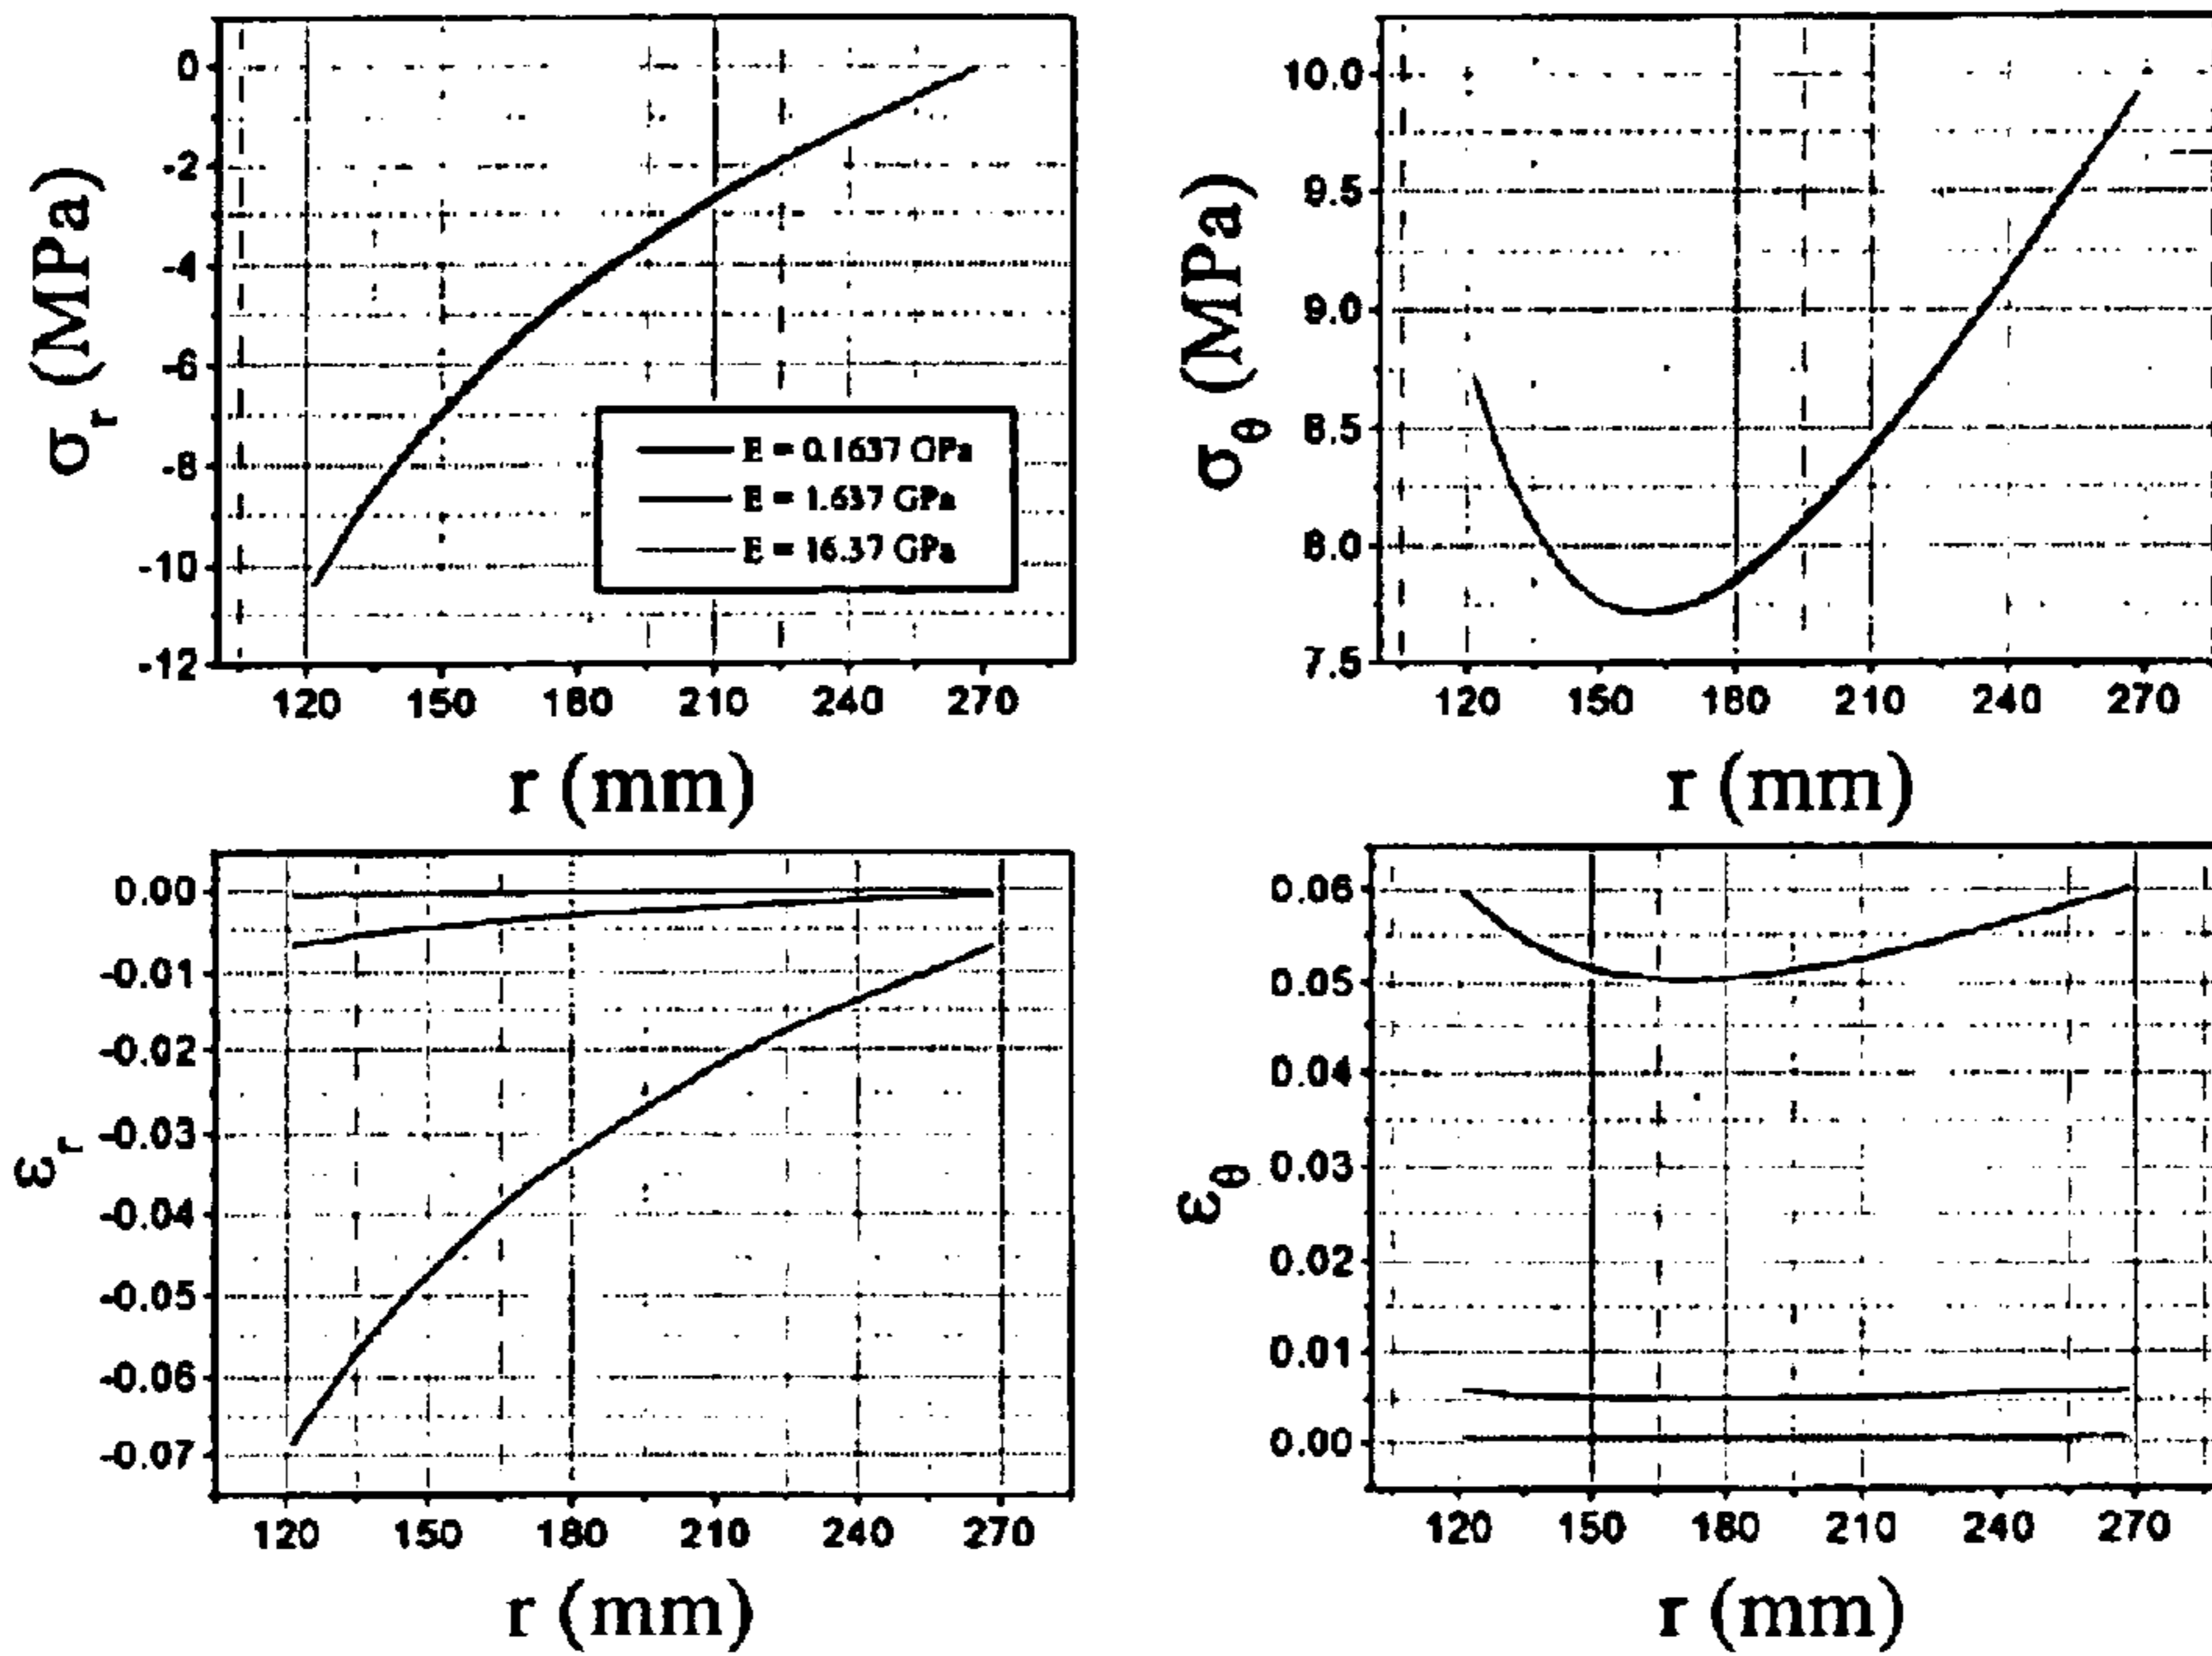 σr (MPa)
0
-2
-4
-6
-8
-10
-12
E = 0.1637 GPa
E = 1.637 GPa
E = 16.37 GPa
120 150 180 210 240 270
r (mm)
σθ (MPa)
10.0
9.5
9.0
8.5
8.0
7.5
120 150 180 210 240 270
r (mm)
εr
0.00
-0.01
-0.02
-0.03
-0.04
-0.05
-0.06
-0.07
120 150 180 210 240 270
r (mm)
εθ
0.06
0.05
0.04
0.03
0.02
0.01
0.00
120 150 180 210 240 270
r (mm)